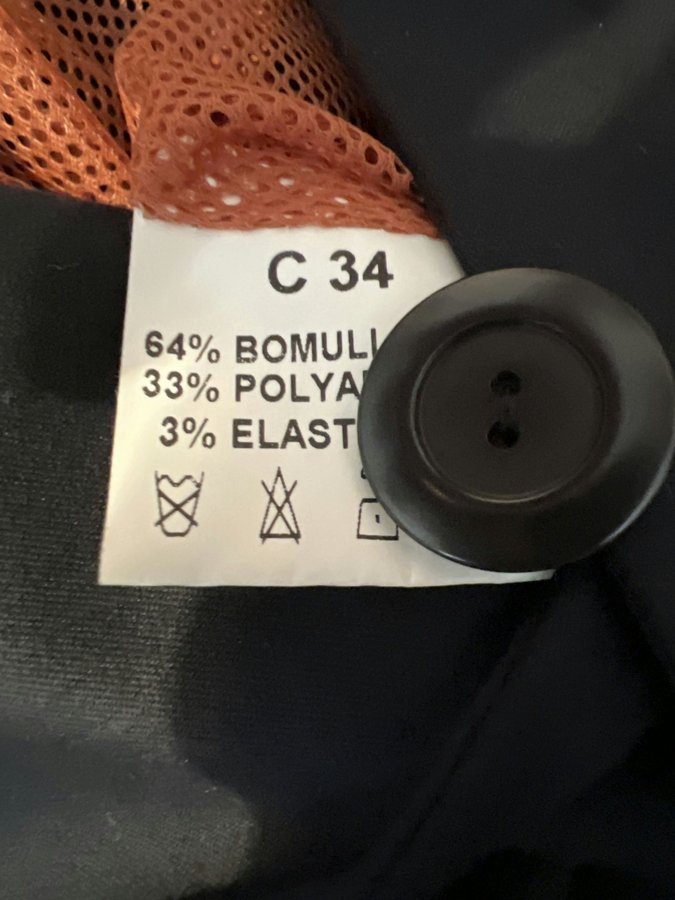 C 34
64% BOMULL
33% POLYA
3% ELAST